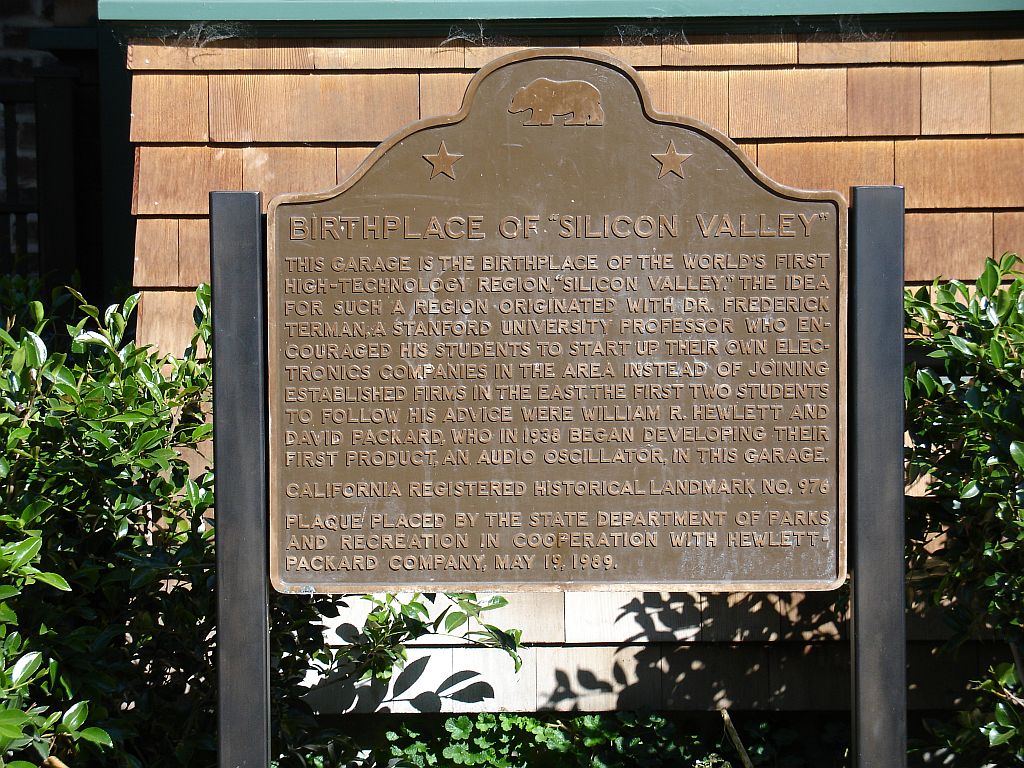 BIRTHPLACE OF "SILICON VALLEY"
THIS GARAGE IS THE BIRTHPLACE OF THE WORLD'S FIRST
HIGH-TECHNOLOGY REGION, "SILICON VALLEY." THE IDEA
FOR SUCH A REGION ORIGINATED WITH DR. FREDERICK
TERMAN, A STANFORD UNIVERSITY PROFESSOR WHO EN-
COURAGED HIS STUDENTS TO START UP THEIR OWN ELEC-
TRONICS COMPANIES IN THE AREA INSTEAD OF JOINING
ESTABLISHED FIRMS IN THE EAST. THE FIRST TWO STUDENTS
TO FOLLOW HIS ADVICE WERE WILLIAM R. HEWLETT AND
DAVID PACKARD, WHO IN 1938 BEGAN DEVELOPING THEIR
FIRST PRODUCT, AN AUDIO OSCILLATOR, IN THIS GARAGE.
CALIFORNIA REGISTERED HISTORICAL LANDMARK NO. 976
PLAQUE PLACED BY THE STATE DEPARTMENT OF PARKS
AND RECREATION IN COOPERATION WITH HEWLETT-
PACKARD COMPANY, MAY 19, 1989.